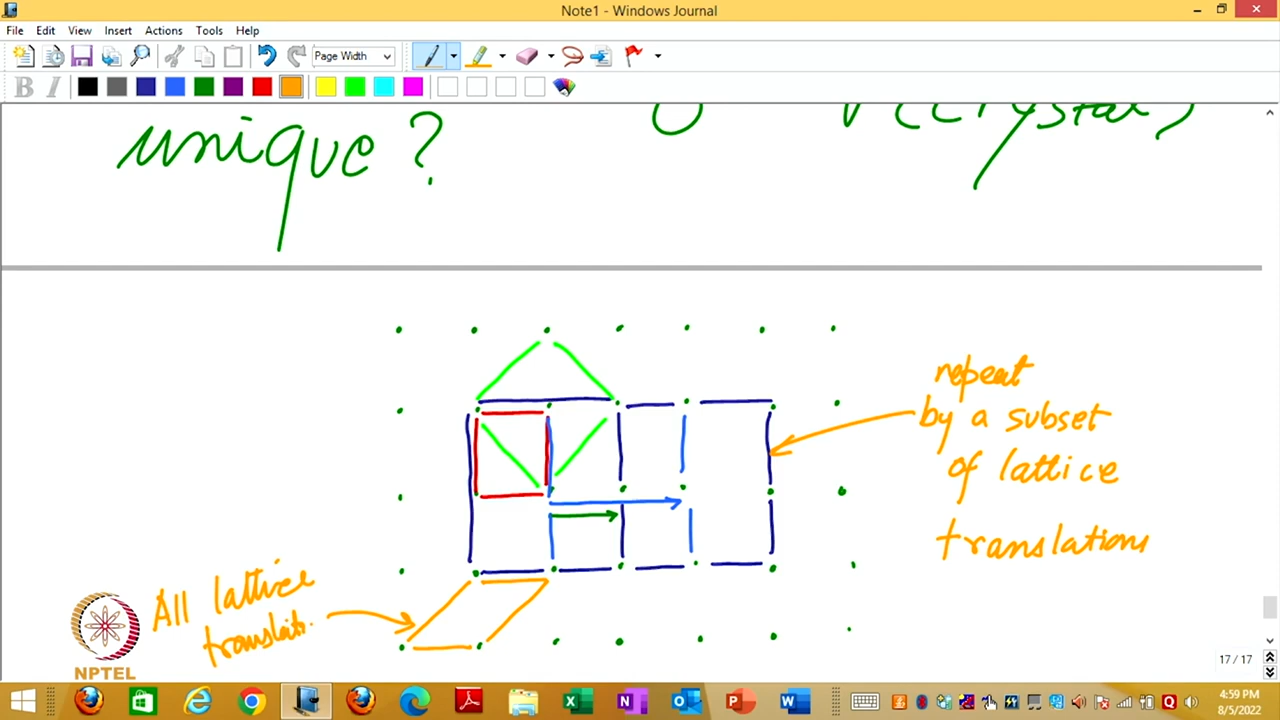 Note1 - Windows Journal
File Edit View Insert Actions Tools Help
Page Width
B I
unique ?
repeat
by a subset
of lattice
translations
All lattice
NPTEL
17 / 17
4:59 PM
8/5/2022